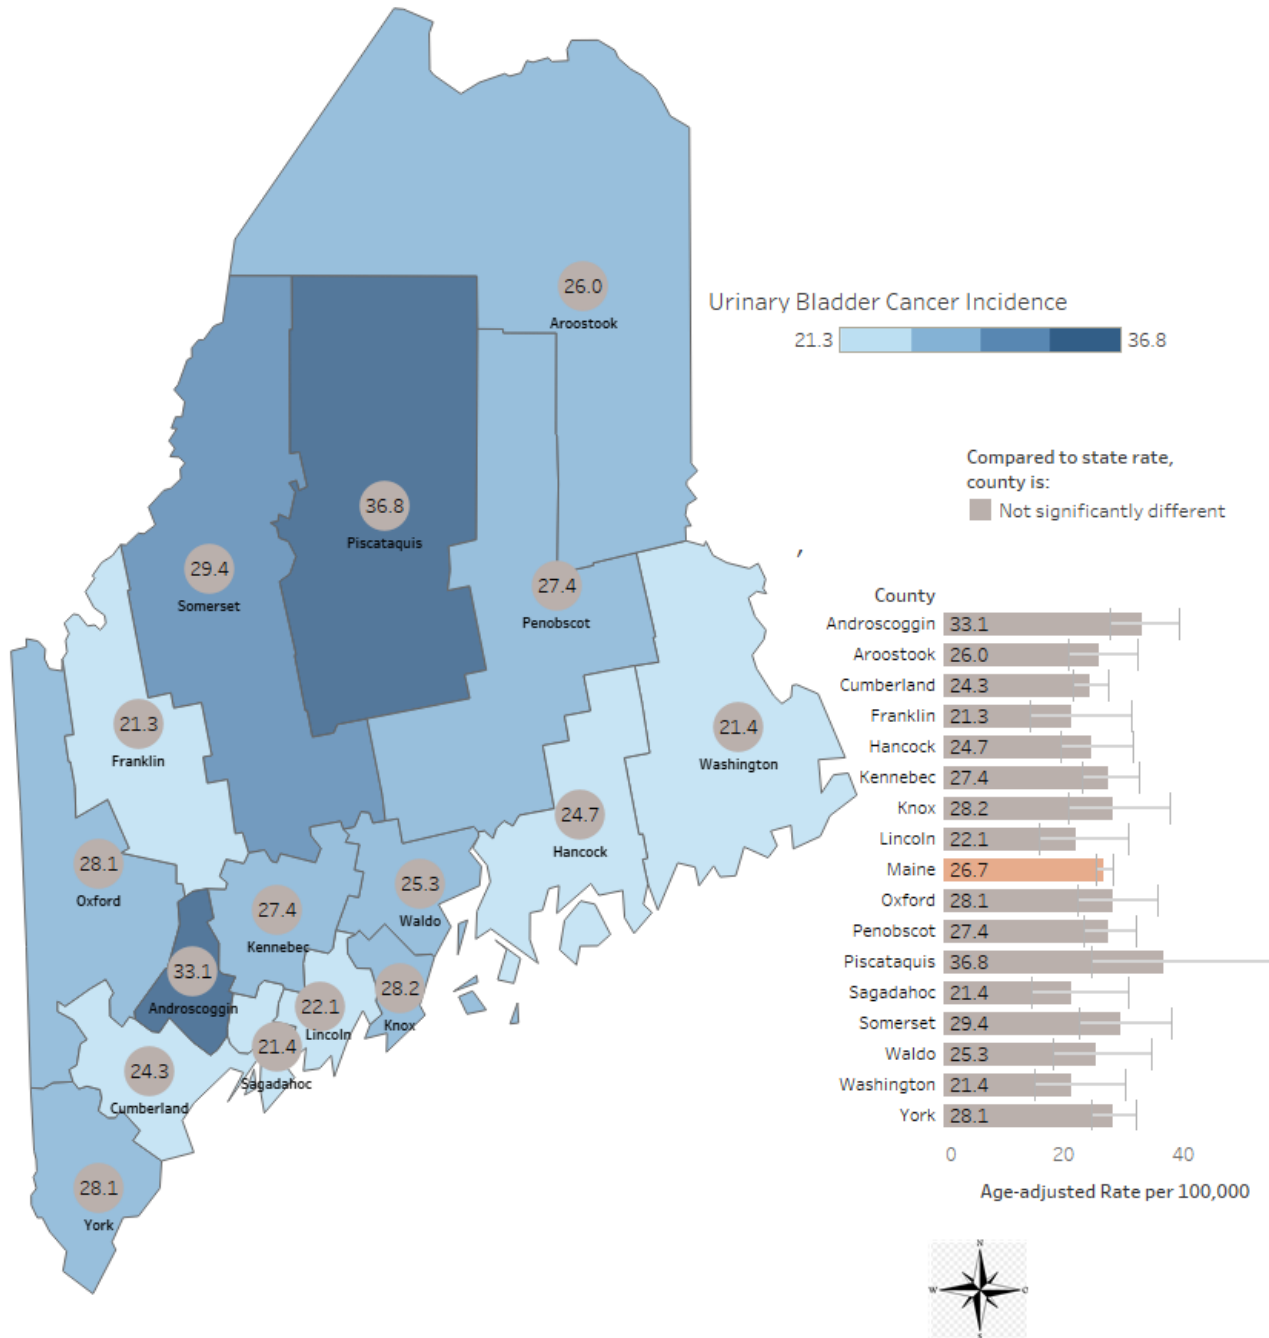 26.0
Aroostook
Urinary Bladder Cancer Incidence
21.3 36.8
Compared to state rate,
county is:
Not significantly different
36.8
Piscataquis
29.4
Somerset
27.4
Penobscot
21.3
Franklin
21.4
Washington
24.7
Hancock
28.1
Oxford
25.3
Waldo
27.4
Kennebec
33.1
Androscoggin
28.2
Knox
22.1
Lincoln
21.4
Sagadahoc
24.3
Cumberland
28.1
York
,
County
Androscoggin 33.1
Aroostook 26.0
Cumberland 24.3
Franklin 21.3
Hancock 24.7
Kennebec 27.4
Knox 28.2
Lincoln 22.1
Maine 26.7
Oxford 28.1
Penobscot 27.4
Piscataquis 36.8
Sagadahoc 21.4
Somerset 29.4
Waldo 25.3
Washington 21.4
York 28.1
0 20 40
Age-adjusted Rate per 100,000
N
W
S